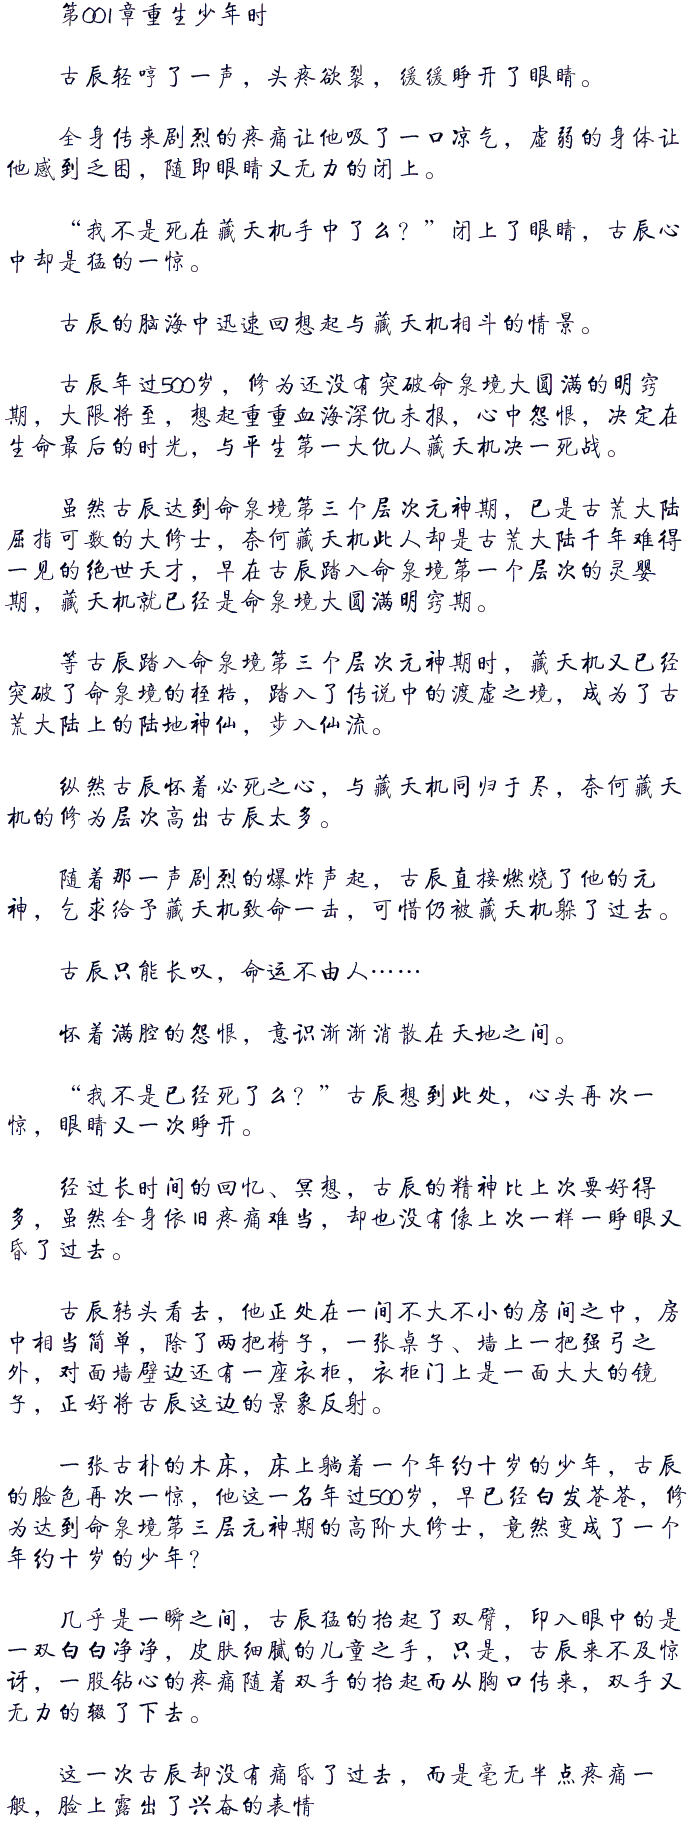 第001章重生少年时
古辰轻哼了一声，头疼欲裂，缓缓睁开了眼睛。
全身传来剧烈的疼痛让他吸了一口凉气，虚弱的身体让
他感到乏困，随即眼睛又无力的闭上。
“我不是死在藏天机手中了么？”闭上了眼睛，古辰心
中却是猛的一惊。
古辰的脑海中迅速回想起与藏天机相斗的情景。
古辰年过500岁，修为还没有突破命泉境大圆满的明窍
期，大限将至，想起重重血海深仇未报，心中怨恨，决定在
生命最后的时光，与平生第一大仇人藏天机决一死战。
虽然古辰达到命泉境第三个层次元神期，已是古荒大陆
屈指可数的大修士，奈何藏天机此人却是古荒大陆千年难得
一见的绝世天才，早在古辰踏入命泉境第一个层次的灵婴
期，藏天机就已经是命泉境大圆满明窍期。
等古辰踏入命泉境第三个层次元神期时，藏天机又已经
突破了命泉境的桎梏，踏入了传说中的渡虚之境，成为了古
荒大陆上的陆地神仙，步入仙流。
纵然古辰怀着必死之心，与藏天机同归于尽，奈何藏天
机的修为层次高出古辰太多。
随着那一声剧烈的爆炸声起，古辰直接燃烧了他的元
神，乞求给予藏天机致命一击，可惜仍被藏天机躲了过去。
古辰只能长叹，命运不由人……
怀着满腔的怨恨，意识渐渐消散在天地之间。
“我不是已经死了么？”古辰想到此处，心头再次一
惊，眼睛又一次睁开。
经过长时间的回忆、冥想，古辰的精神比上次要好得
多，虽然全身依旧疼痛难当，却也没有像上次一样一睁眼又
昏了过去。
古辰转头看去，他正处在一间不大不小的房间之中，房
中相当简单，除了两把椅子，一张桌子、墙上一把强弓之
外，对面墙壁边还有一座衣柜，衣柜门上是一面大大的镜
子，正好将古辰这边的景象反射。
一张古朴的木床，床上躺着一个年约十岁的少年，古辰
的脸色再次一惊，他这一名年过500岁，早已经白发苍苍，修
为达到命泉境第三层元神期的高阶大修士，竟然变成了一个
年约十岁的少年？
几乎是一瞬之间，古辰猛的抬起了双臂，印入眼中的是
一双白白净净，皮肤细腻的儿童之手，只是，古辰来不及惊
讶，一股钻心的疼痛随着双手的抬起而从胸口传来，双手又
无力的辍了下去。
这一次古辰却没有痛昏了过去，而是毫无半点疼痛一
般，脸上露出了兴奋的表情